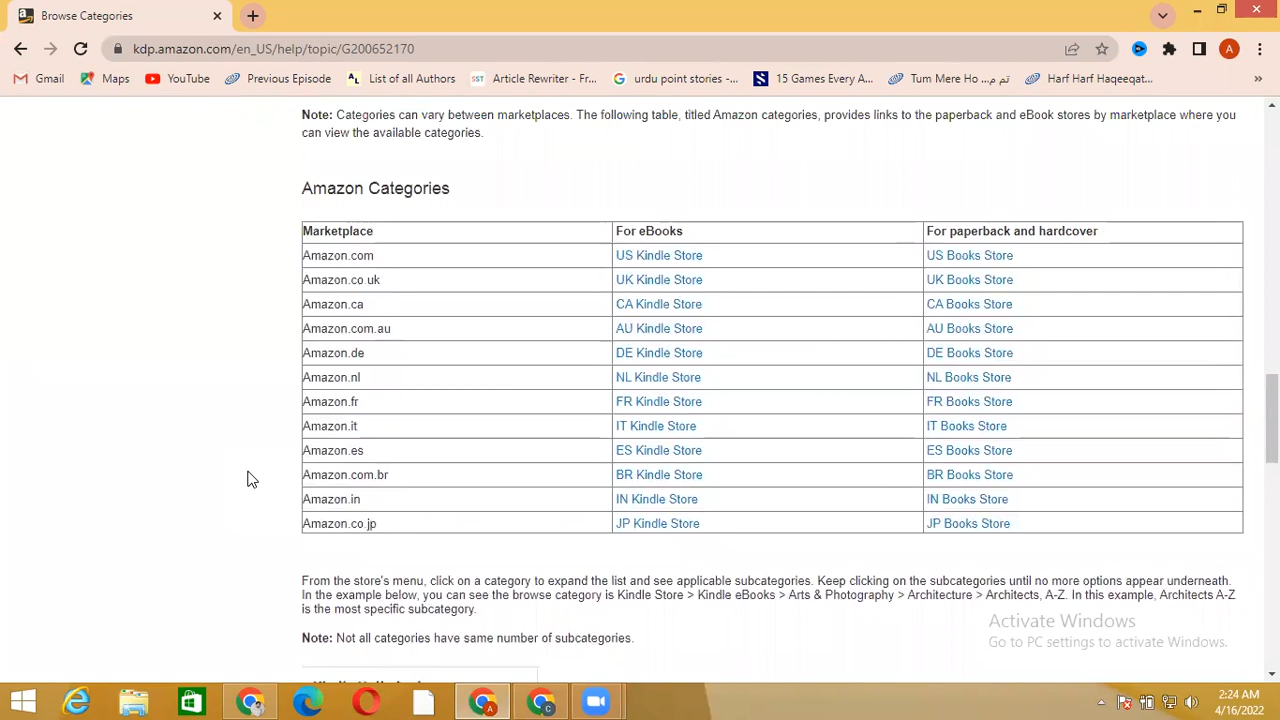 Browse Categories
kdp.amazon.com/en_US/help/topic/G200652170
A
Gmail Maps YouTube Previous Episode List of all Authors Article Rewriter - Fr... urdu point stories -... 15 Games Every A... Tum Mere Ho ... تم م... Harf Harf Haqeeqat... »
Note: Categories can vary between marketplaces. The following table, titled Amazon categories, provides links to the paperback and eBook stores by marketplace where you
can view the available categories.
Amazon Categories
Marketplace For eBooks For paperback and hardcover
Amazon.com US Kindle Store US Books Store
Amazon.co.uk UK Kindle Store UK Books Store
Amazon.ca CA Kindle Store CA Books Store
Amazon.com.au AU Kindle Store AU Books Store
Amazon.de DE Kindle Store DE Books Store
Amazon.nl NL Kindle Store NL Books Store
Amazon.fr FR Kindle Store FR Books Store
Amazon.it IT Kindle Store IT Books Store
Amazon.es ES Kindle Store ES Books Store
Amazon.com.br BR Kindle Store BR Books Store
Amazon.in IN Kindle Store IN Books Store
Amazon.co.jp JP Kindle Store JP Books Store
From the store's menu, click on a category to expand the list and see applicable subcategories. Keep clicking on the subcategories until no more options appear underneath.
In the example below, you can see the browse category is Kindle Store > Kindle eBooks > Arts & Photography > Architecture > Architects, A-Z. In this example, Architects A-Z
is the most specific subcategory.
Note: Not all categories have same number of subcategories.
Activate Windows
Go to PC settings to activate Windows.
2:24 AM
4/16/2022